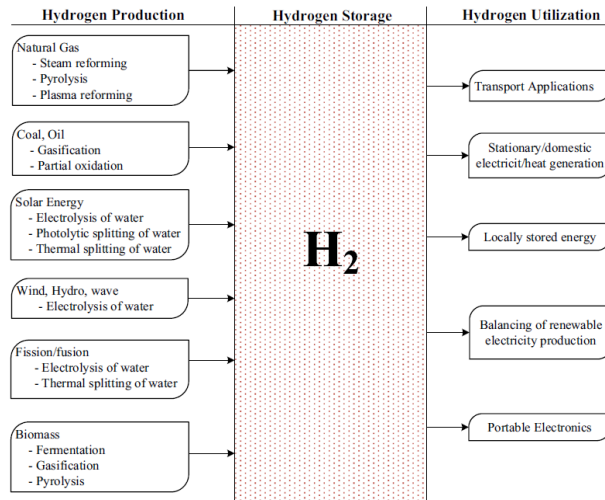 Hydrogen Production
Hydrogen Storage
Hydrogen Utilization
Natural Gas
- Steam reforming
- Pyrolysis
- Plasma reforming
Coal, Oil
- Gasification
- Partial oxidation
Solar Energy
- Electrolysis of water
- Photolytic splitting of water
- Thermal splitting of water
Wind, Hydro, wave
- Electrolysis of water
Fission/fusion
- Electrolysis of water
- Thermal splitting of water
Biomass
- Fermentation
- Gasification
- Pyrolysis
H2
Transport Applications
Stationary/domestic
electricit/heat generation
Locally stored energy
Balancing of renewable
electricity production
Portable Electronics